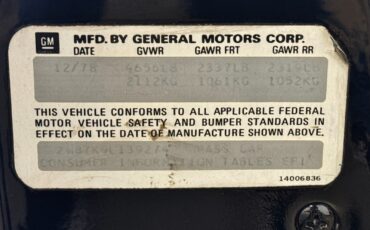 GM MFD. BY GENERAL MOTORS CORP.
DATE GVWR GAWR FRT GAWR RR
12/78 4656LB 2337LB 2319LB
2112KG 1061KG 1052KG
THIS VEHICLE CONFORMS TO ALL APPLICABLE FEDERAL
MOTOR VEHICLE SAFETY AND BUMPER STANDARDS IN
EFFECT ON THE DATE OF MANUFACTURE SHOWN ABOVE.
PASS CAR
CONSUMER INFORMATION TABLES
14006836